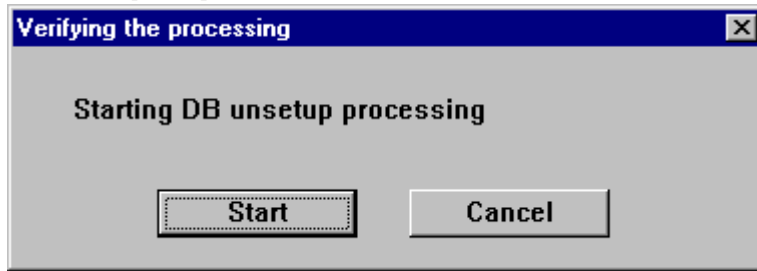 Verifying the processing
Starting DB unsetup processing
Start
Cancel